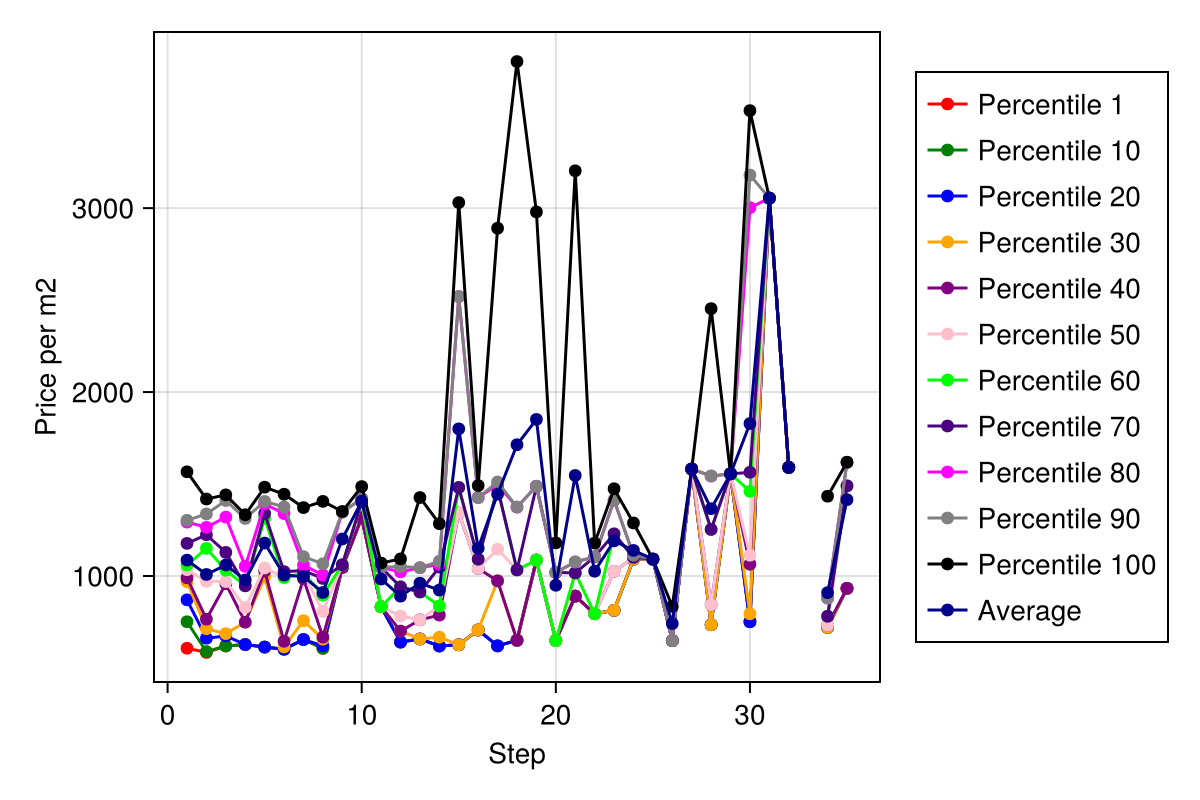 Price per m2
3000
2000
1000
0 10 20 30
Step
Percentile 1
Percentile 10
Percentile 20
Percentile 30
Percentile 40
Percentile 50
Percentile 60
Percentile 70
Percentile 80
Percentile 90
Percentile 100
Average